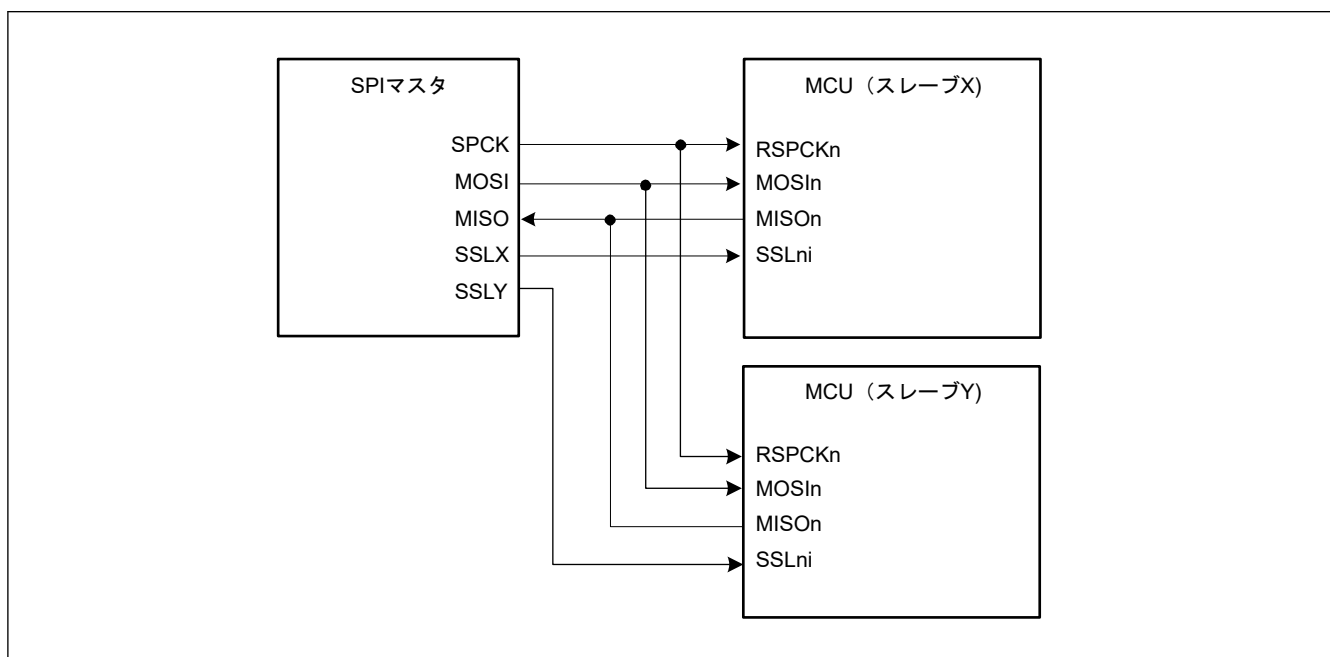 SPIマスタ
SPCK
MOSI
MISO
SSLX
SSLY
MCU（スレーブX)
RSPCKn
MOSIn
MISOn
SSLni
MCU（スレーブY)
RSPCKn
MOSIn
MISOn
SSLni